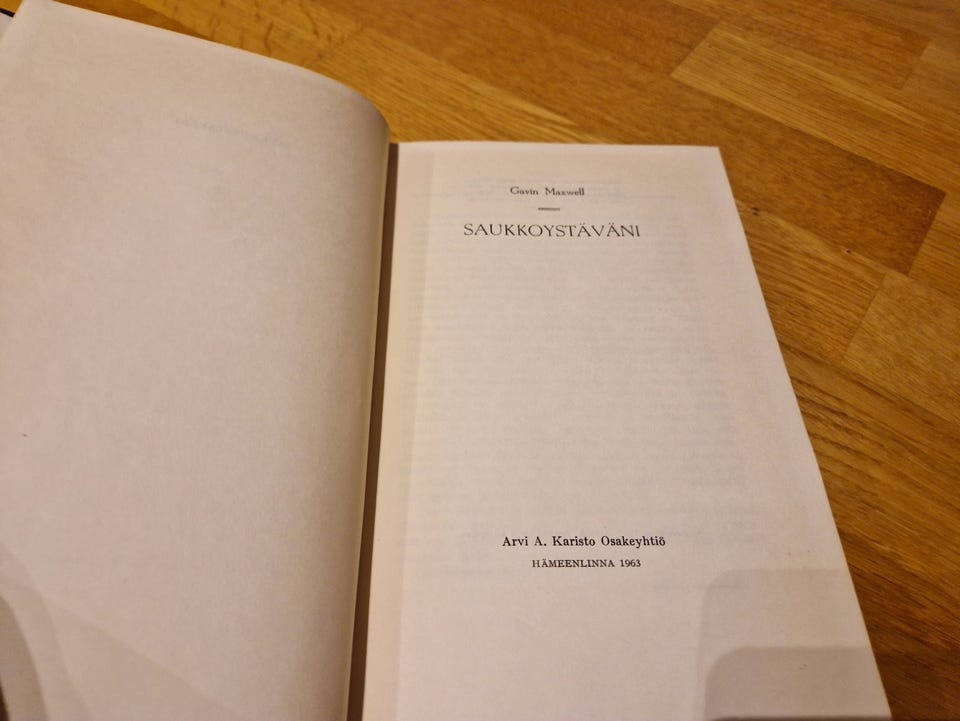 Gavin Maxwell
SAUKKOYSTÄVÄNI
Arvi A. Karisto Osakeyhtiö
HÄMEENLINNA 1963